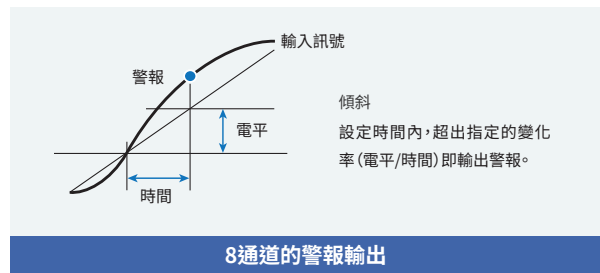 輸入訊號
警報
電平
時間
傾斜
設定時間內，超出指定的變化
率(電平/時間)即輸出警報。
8通道的警報輸出